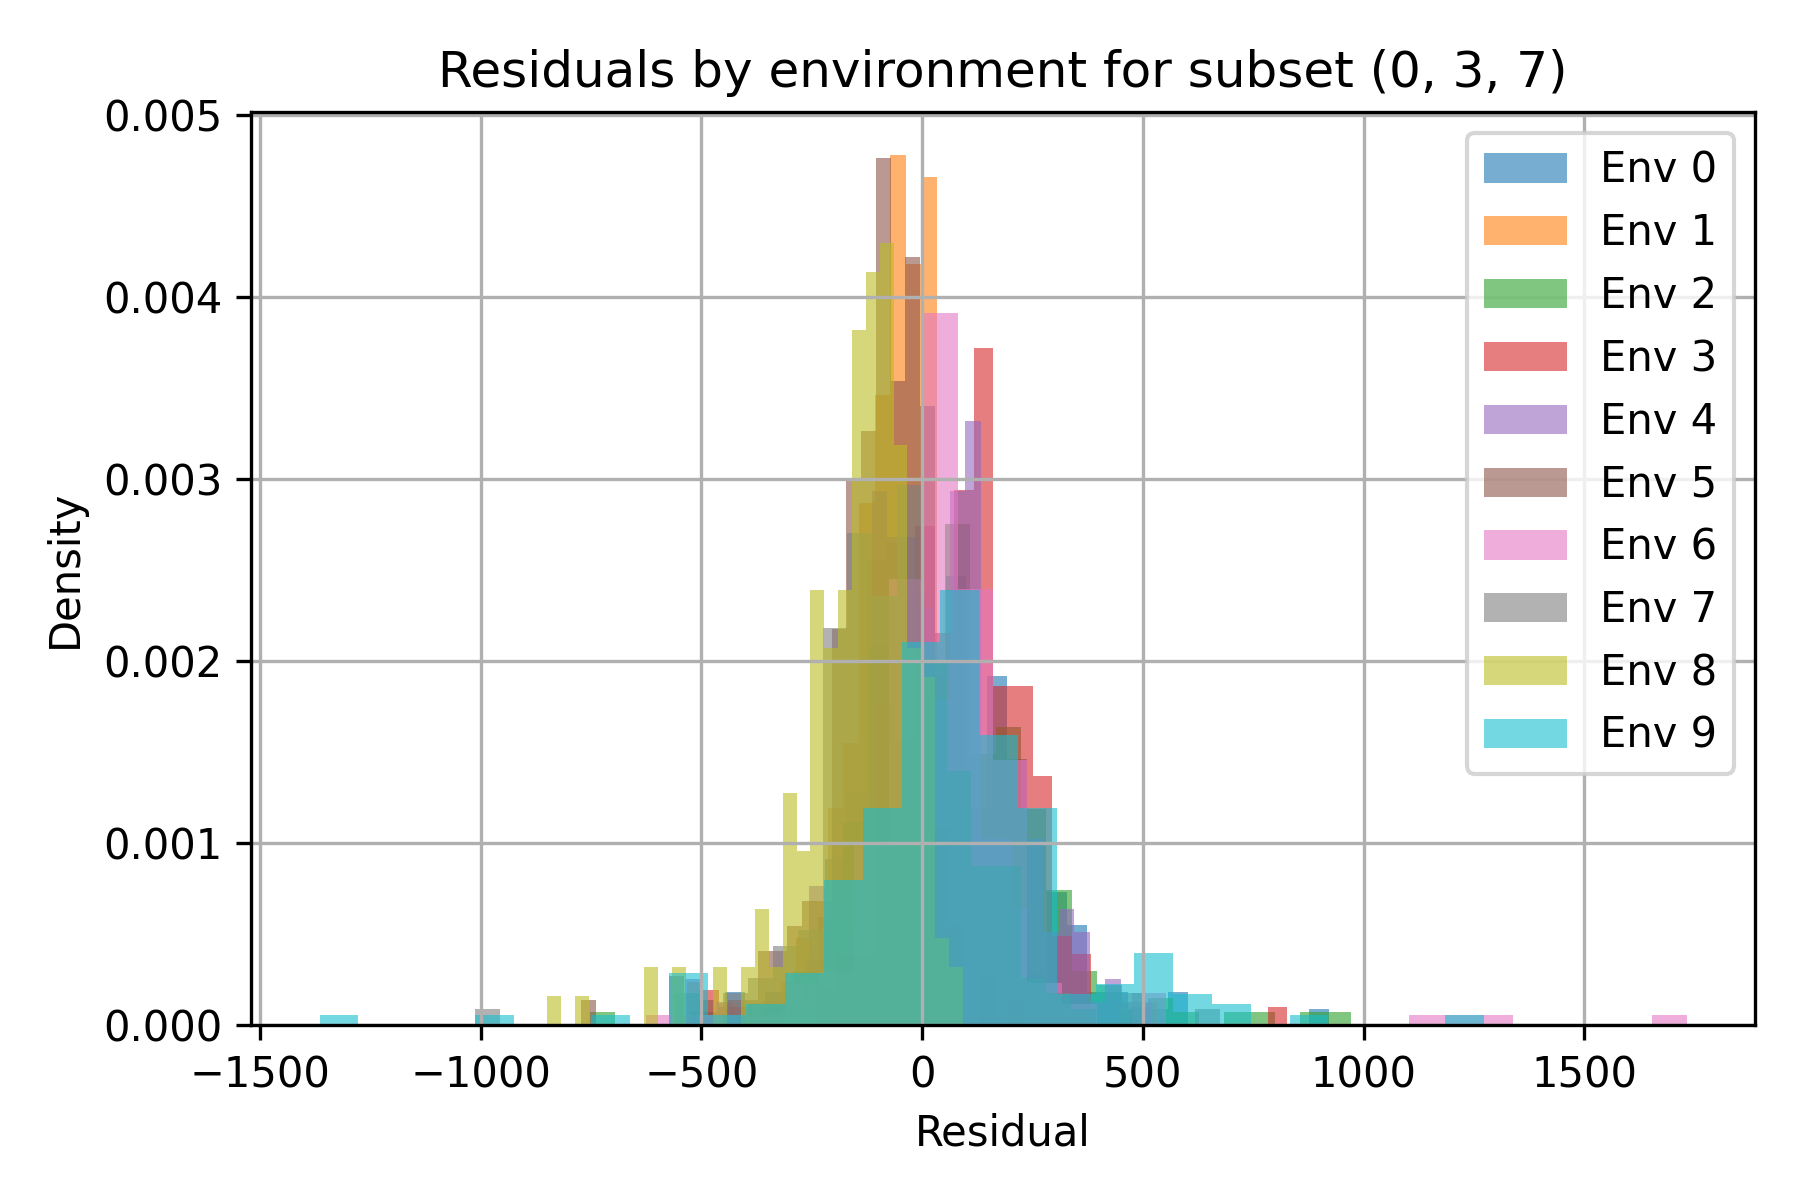 Residuals by environment for subset (0, 3, 7)
0.005
0.004
0.003
0.002
0.001
0.000
Density
−1500
−1000
−500
0
500
1000
1500
Residual
Env 0
Env 1
Env 2
Env 3
Env 4
Env 5
Env 6
Env 7
Env 8
Env 9